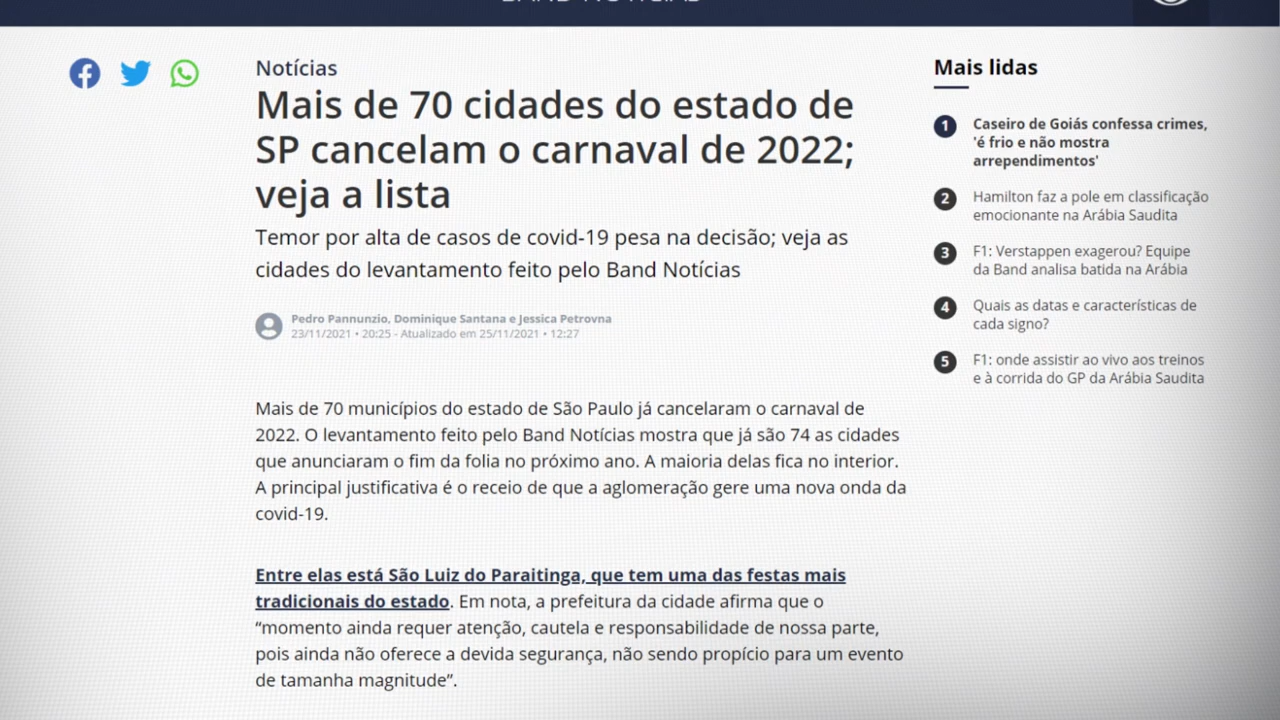 Notícias
Mais de 70 cidades do estado de
SP cancelam o carnaval de 2022;
veja a lista
Temor por alta de casos de covid-19 pesa na decisão; veja as
cidades do levantamento feito pelo Band Notícias
Pedro Pannunzio, Dominique Santana e Jessica Petrovna
23/11/2021 • 20:25 - Atualizado em 25/11/2021 • 12:27
Mais de 70 municípios do estado de São Paulo já cancelaram o carnaval de
2022. O levantamento feito pelo Band Notícias mostra que já são 74 as cidades
que anunciaram o fim da folia no próximo ano. A maioria delas fica no interior.
A principal justificativa é o receio de que a aglomeração gere uma nova onda da
covid-19.
Entre elas está São Luiz do Paraitinga, que tem uma das festas mais
tradicionais do estado. Em nota, a prefeitura da cidade afirma que o
“momento ainda requer atenção, cautela e responsabilidade de nossa parte,
pois ainda não oferece a devida segurança, não sendo propício para um evento
de tamanha magnitude”.
Mais lidas
1 Caseiro de Goiás confessa crimes,
'é frio e não mostra
arrependimentos'
2 Hamilton faz a pole em classificação
emocionante na Arábia Saudita
3 F1: Verstappen exagerou? Equipe
da Band analisa batida na Arábia
4 Quais as datas e características de
cada signo?
5 F1: onde assistir ao vivo aos treinos
e à corrida do GP da Arábia Saudita